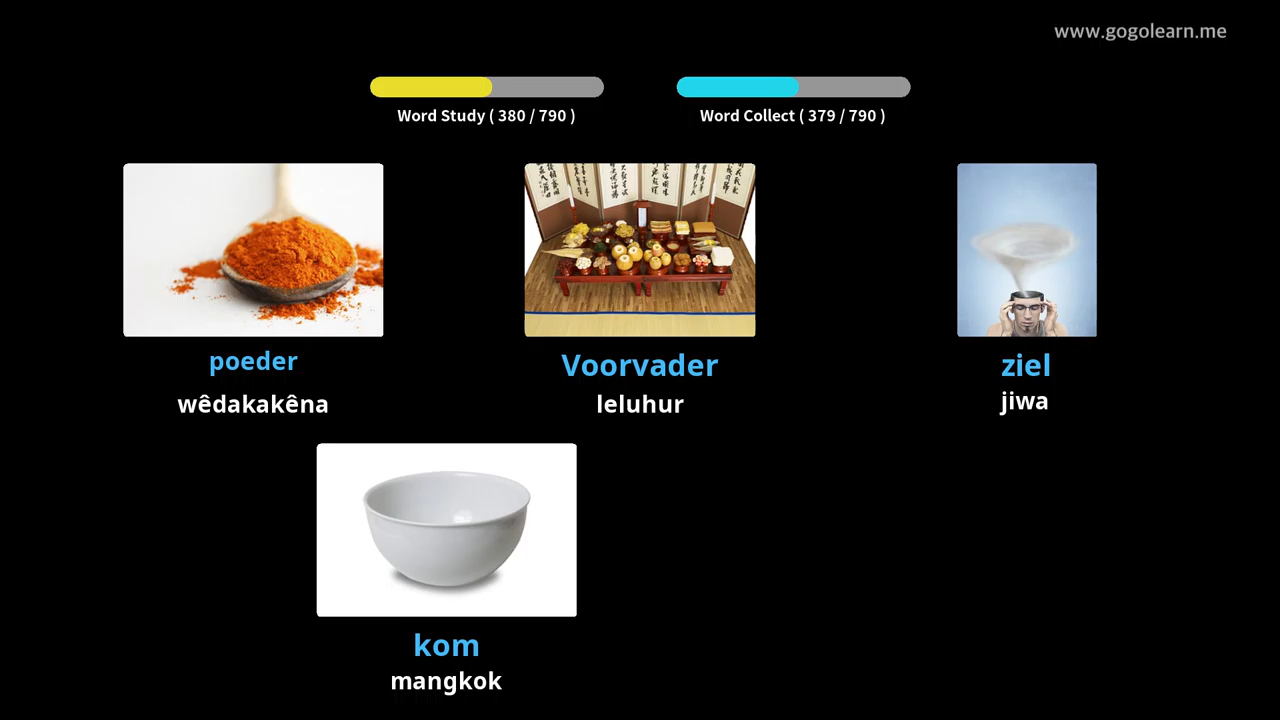 www.gogolearn.me
Word Study ( 380 / 790 )
Word Collect ( 379 / 790 )
poeder
wêdakakêna
Voorvader
leluhur
ziel
jiwa
kom
mangkok